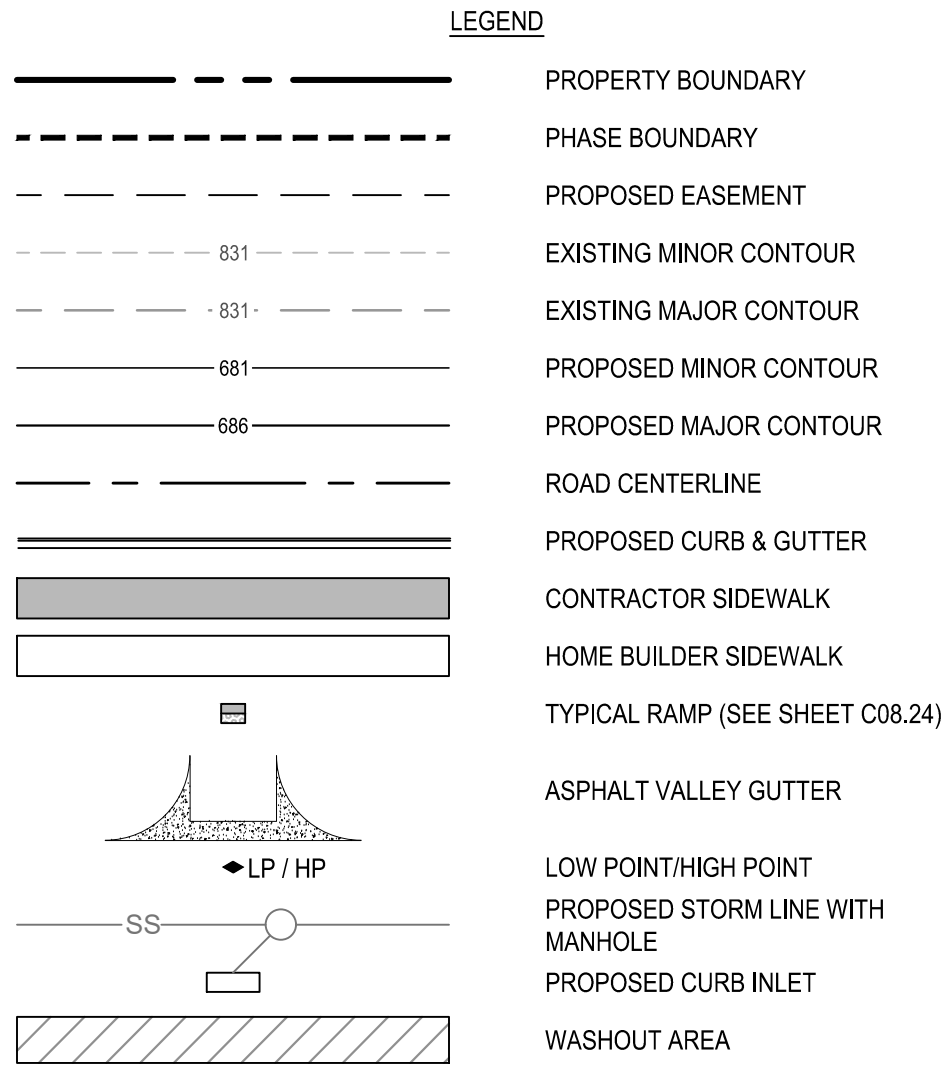 LEGEND
PROPERTY BOUNDARY
PHASE BOUNDARY
PROPOSED EASEMENT
831 EXISTING MINOR CONTOUR
831 EXISTING MAJOR CONTOUR
681 PROPOSED MINOR CONTOUR
686 PROPOSED MAJOR CONTOUR
ROAD CENTERLINE
PROPOSED CURB & GUTTER
CONTRACTOR SIDEWALK
HOME BUILDER SIDEWALK
TYPICAL RAMP (SEE SHEET C08.24)
ASPHALT VALLEY GUTTER
LP / HP LOW POINT/HIGH POINT
SS PROPOSED STORM LINE WITH
MANHOLE
PROPOSED CURB INLET
WASHOUT AREA